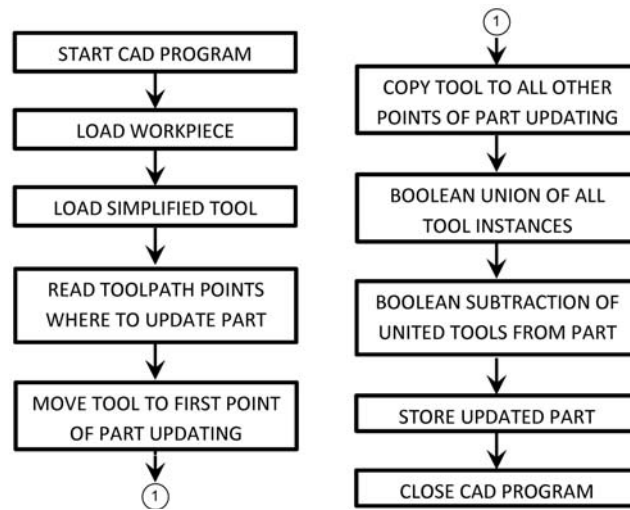 START CAD PROGRAM
LOAD WORKPIECE
LOAD SIMPLIFIED TOOL
READ TOOLPATH POINTS
WHERE TO UPDATE PART
MOVE TOOL TO FIRST POINT
OF PART UPDATING
1
1
COPY TOOL TO ALL OTHER
POINTS OF PART UPDATING
BOOLEAN UNION OF ALL
TOOL INSTANCES
BOOLEAN SUBTRACTION OF
UNITED TOOLS FROM PART
STORE UPDATED PART
CLOSE CAD PROGRAM